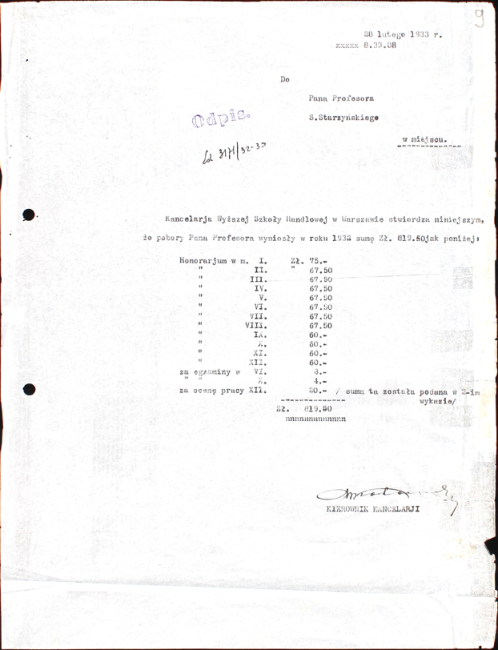 9
28 lutego 1933 r.
xxxxx 8.33.08
Do
Pana Profesora
S.Starzyńskiego
w miejscu.
Odpis.
Kancelarja Wyższej Szkoły Handlowej w Warszawie stwierdza niniejszym,
że pobory Pana Profesora wyniosły w roku 1932 sumę Zł. 819.50jak poniżej:
Honorarjum w m. I. Zł. 75.-
" II. " 67.50
" III. 67.50
" IV. 67.50
" V. 67.50
" VI. 67.50
" VII. 67.50
" VIII. 67.50
" IX. 60.-
" X. 60.-
" XI. 60.-
" XII. 60.-
za egzaminy w VI. 8.-
" " X. 4.-
za ocenę pracy XII. 20.- / suma ta została podana w 2-im
wykazie/
Zł. 819.50
KIEROWNIK KANCELARJI